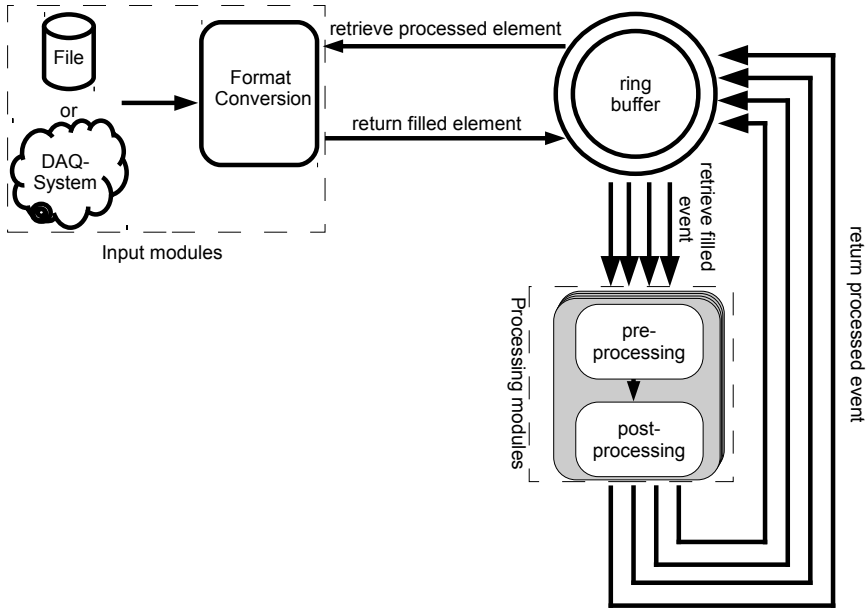 File
or
DAQ-
System
Format
Conversion
Input modules
retrieve processed element
return filled element
ring
buffer
retrieve filled
event
Processing modules
pre-
processing
post-
processing
return processed event